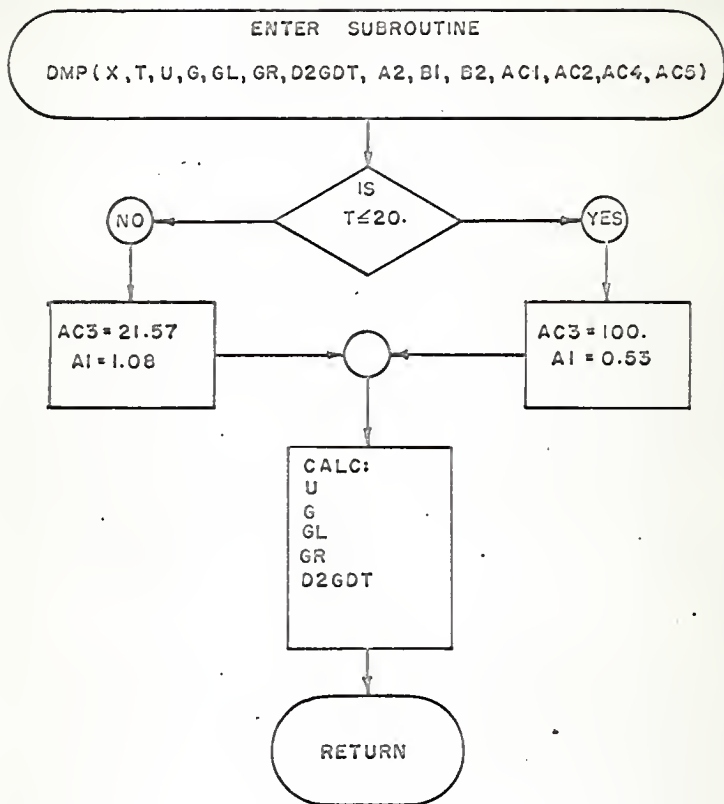 ENTER SUBROUTINE
DMP(X,T,U,G,GL,GR,D2GDT, A2,B1, B2,AC1,AC2,AC4,AC5)
IS
T≤20.
NO
YES
AC3=21.57
A1=1.08
AC3=100.
A1=0.53
CALC:
U
G
GL
GR
D2GDT
RETURN